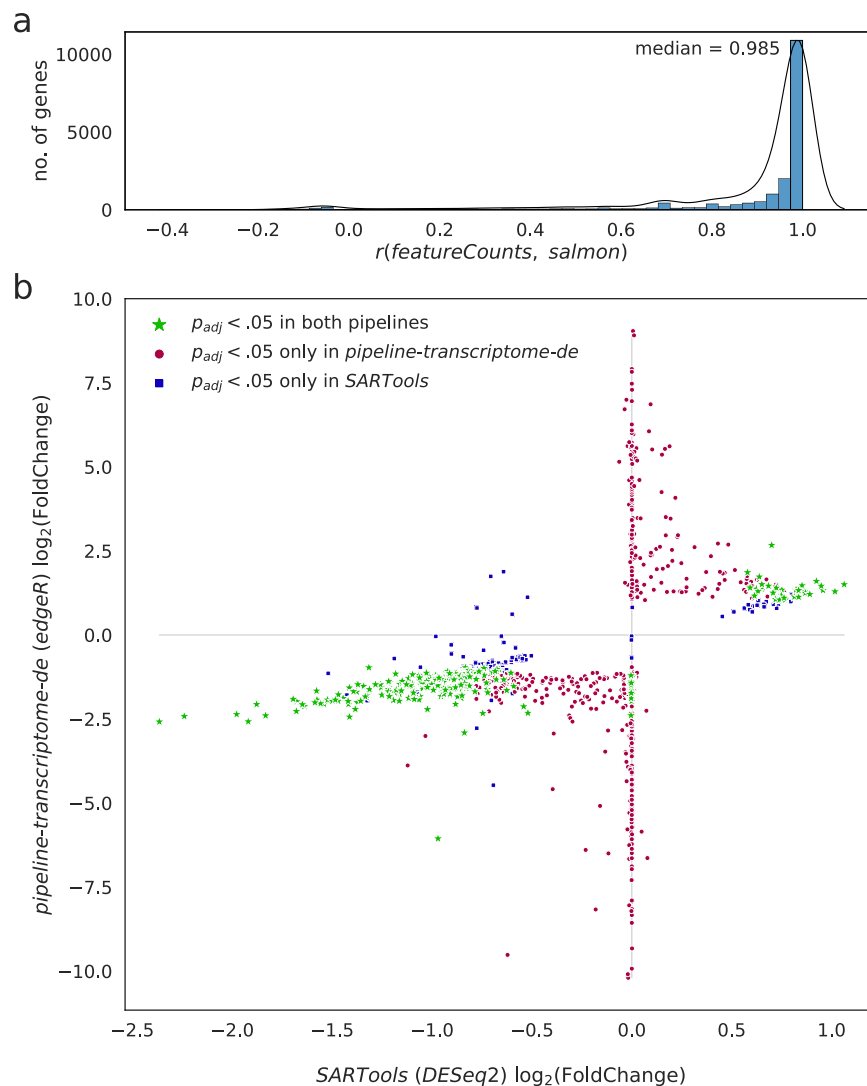 a
10000
5000
0
no. of genes
median = 0.985
−0.4 −0.2 0.0 0.2 0.4 0.6 0.8 1.0
r(featureCounts, salmon)
b
10.0
7.5
5.0
2.5
0.0
−2.5
−5.0
−7.5
−10.0
pipeline-transcriptome-de (edgeR) log2(FoldChange)
padj < .05 in both pipelines
padj < .05 only in pipeline-transcriptome-de
padj < .05 only in SARTools
−2.5 −2.0 −1.5 −1.0 −0.5 0.0 0.5 1.0
SARTools (DESeq2) log2(FoldChange)